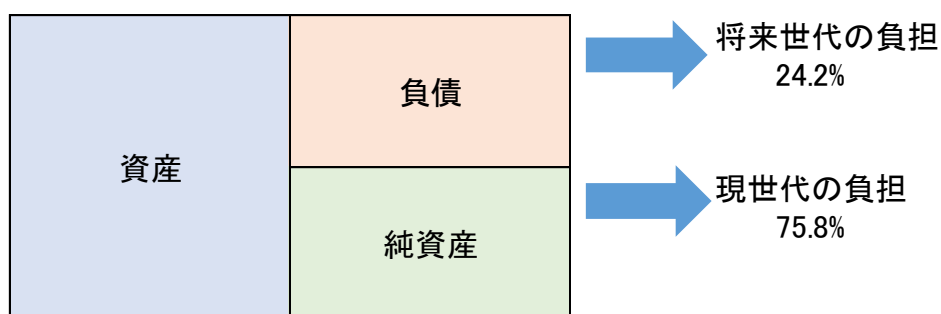 資産
負債
純資産
将来世代の負担
24.2%
現世代の負担
75.8%